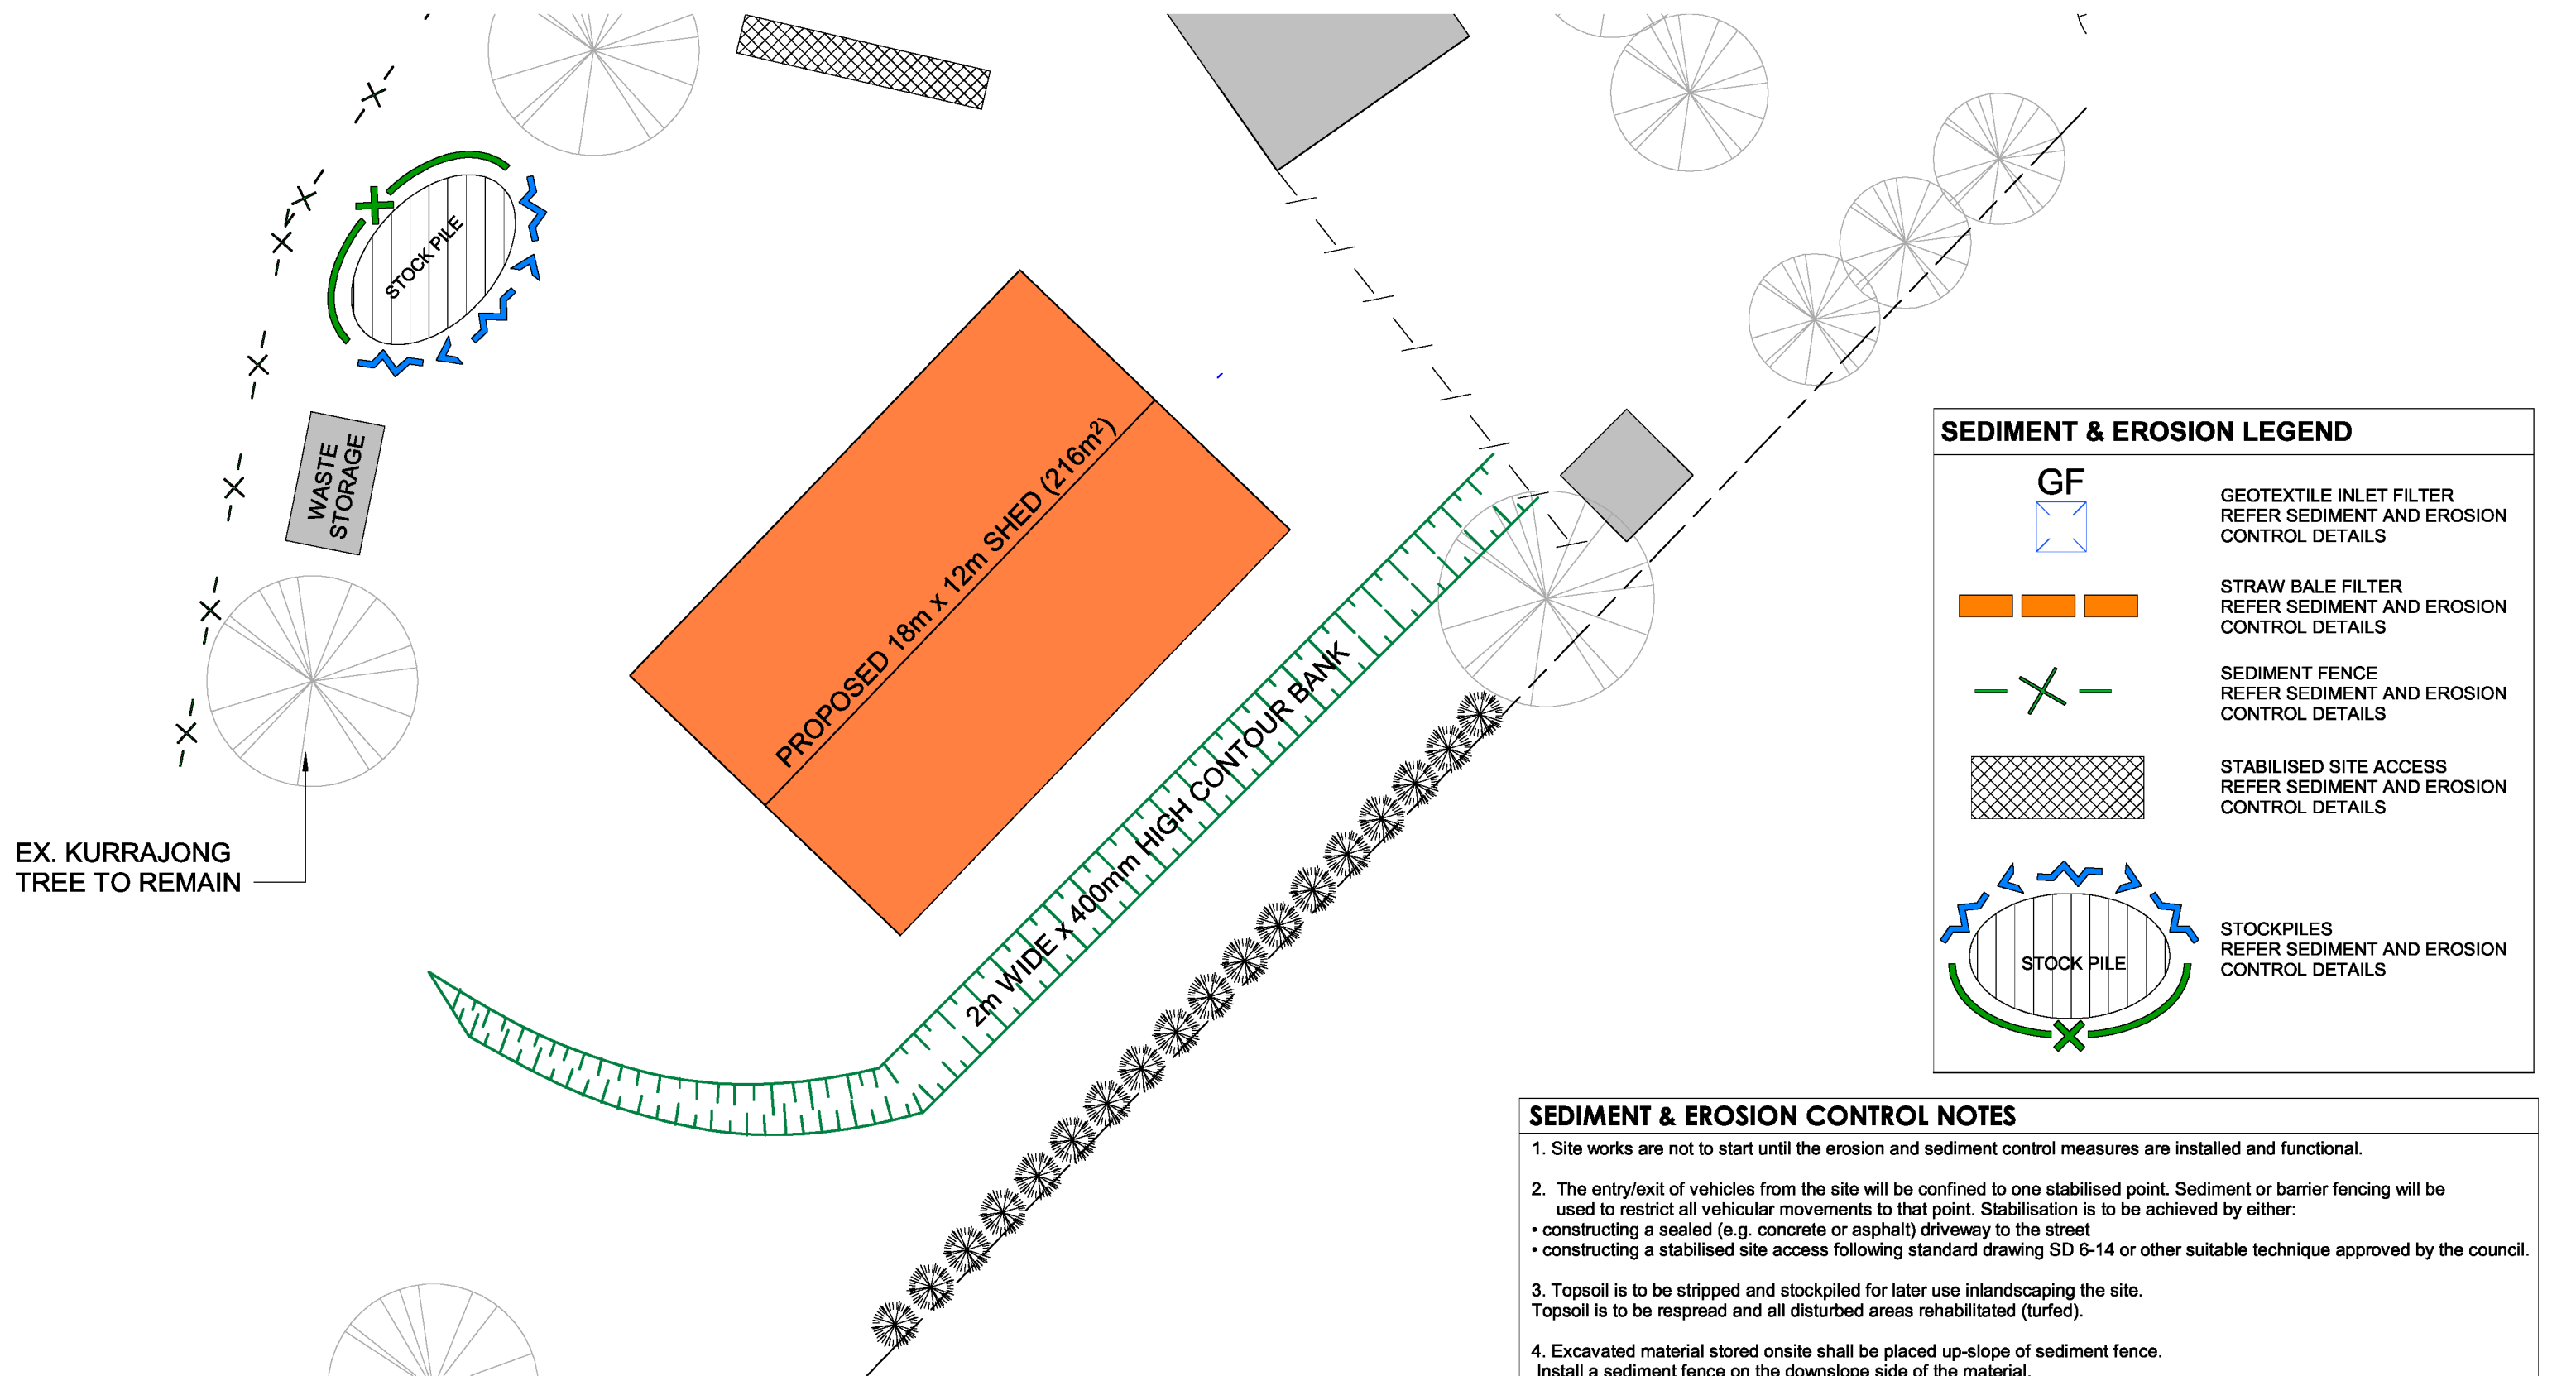 STOCK PILE
WASTE
STORAGE
PROPOSED 18m x 12m SHED (216m²)
2m WIDE x 400mm HIGH CONTOUR BANK
EX. KURRAJONG
TREE TO REMAIN
SEDIMENT & EROSION LEGEND
GF
GEOTEXTILE INLET FILTER
REFER SEDIMENT AND EROSION
CONTROL DETAILS
STRAW BALE FILTER
REFER SEDIMENT AND EROSION
CONTROL DETAILS
SEDIMENT FENCE
REFER SEDIMENT AND EROSION
CONTROL DETAILS
STABILISED SITE ACCESS
REFER SEDIMENT AND EROSION
CONTROL DETAILS
STOCK PILE
STOCKPILES
REFER SEDIMENT AND EROSION
CONTROL DETAILS
SEDIMENT & EROSION CONTROL NOTES
1. Site works are not to start until the erosion and sediment control measures are installed and functional.
2. The entry/exit of vehicles from the site will be confined to one stabilised point. Sediment or barrier fencing will be
used to restrict all vehicular movements to that point. Stabilisation is to be achieved by either:
• constructing a sealed (e.g. concrete or asphalt) driveway to the street
• constructing a stabilised site access following standard drawing SD 6-14 or other suitable technique approved by the council.
3. Topsoil is to be stripped and stockpiled for later use inlandscaping the site.
Topsoil is to be respread and all disturbed areas rehabilitated (turfed).
4. Excavated material stored onsite shall be placed up-slope of sediment fence.
Install a sediment fence on the downslope side of the material.